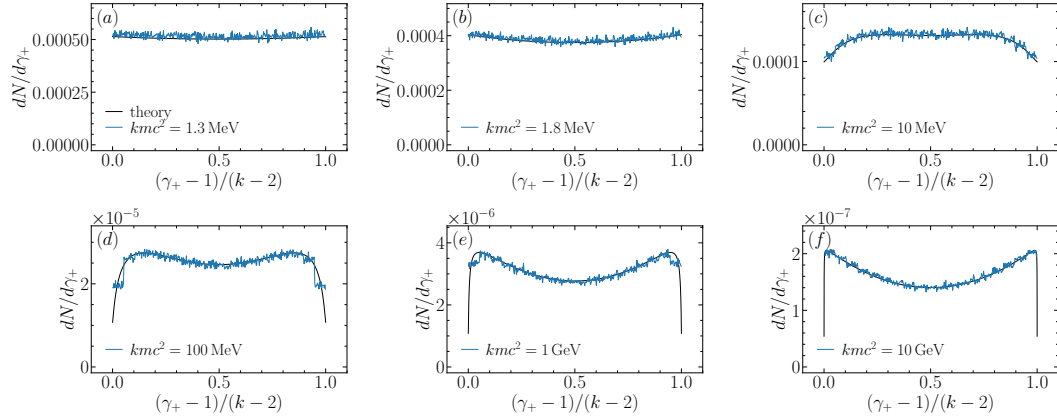 (a)
0.00050
0.00025
0.00000
dN/dγ₊
theory
kmc² = 1.3 MeV
0.0 0.5 1.0
(γ₊ − 1)/(k − 2)
(b)
0.0004
0.0002
0.0000
dN/dγ₊
kmc² = 1.8 MeV
0.0 0.5 1.0
(γ₊ − 1)/(k − 2)
(c)
0.0001
0.0000
dN/dγ₊
kmc² = 10 MeV
0.0 0.5 1.0
(γ₊ − 1)/(k − 2)
×10⁻⁵
(d)
2
0
dN/dγ₊
kmc² = 100 MeV
0.0 0.5 1.0
(γ₊ − 1)/(k − 2)
×10⁻⁶
(e)
4
2
0
dN/dγ₊
kmc² = 1 GeV
0.0 0.5 1.0
(γ₊ − 1)/(k − 2)
×10⁻⁷
(f)
2
1
0
dN/dγ₊
kmc² = 10 GeV
0.0 0.5 1.0
(γ₊ − 1)/(k − 2)